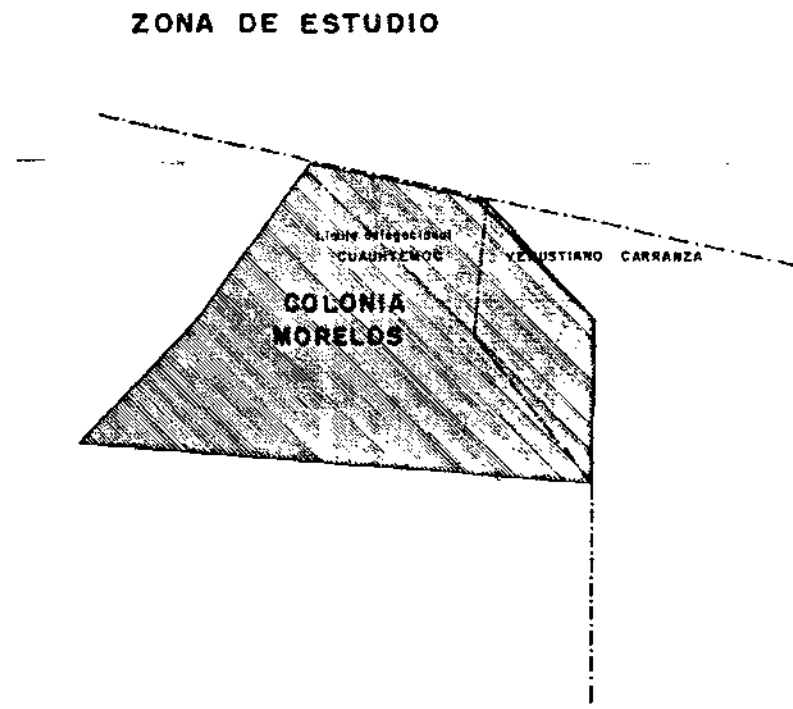 ZONA DE ESTUDIO
Limite delegacional
CUAUHTEMOC
VENUSTIANO CARRANZA
COLONIA
MORELOS